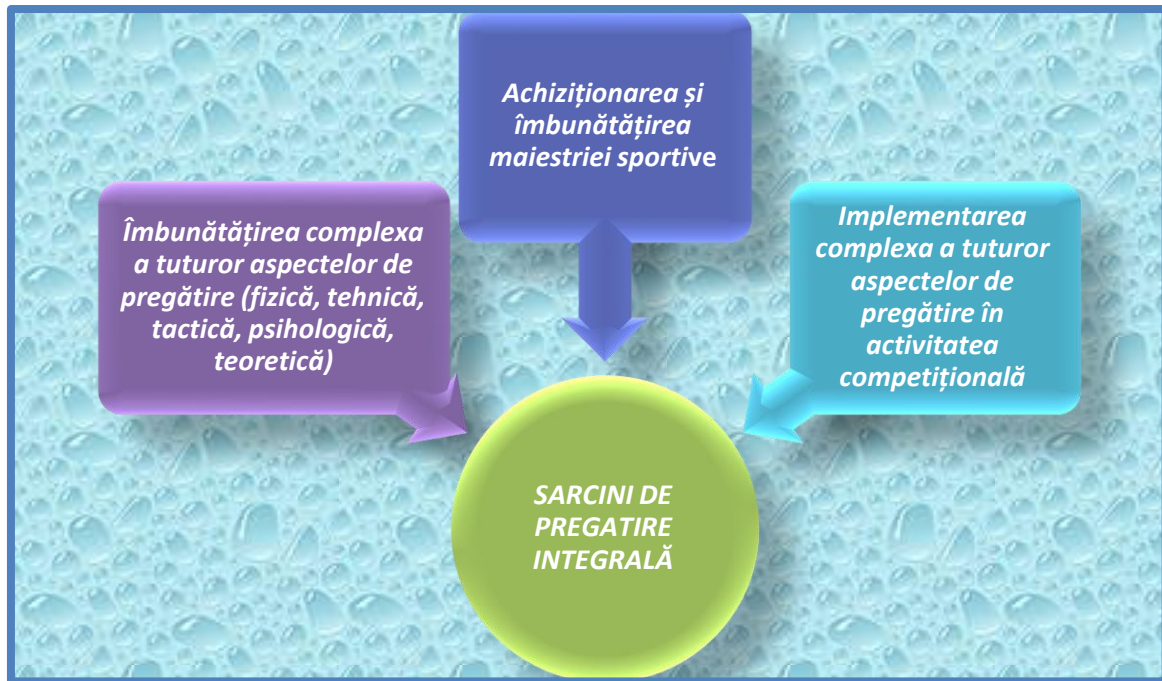 Achiziționarea și
îmbunătățirea
maiestriei sportive
Îmbunătățirea complexa
a tuturor aspectelor de
pregătire (fizică, tehnică,
tactică, psihologică,
teoretică)
Implementarea
complexa a tuturor
aspectelor de
pregătire în
activitatea
competițională
SARCINI DE
PREGATIRE
INTEGRALĂ